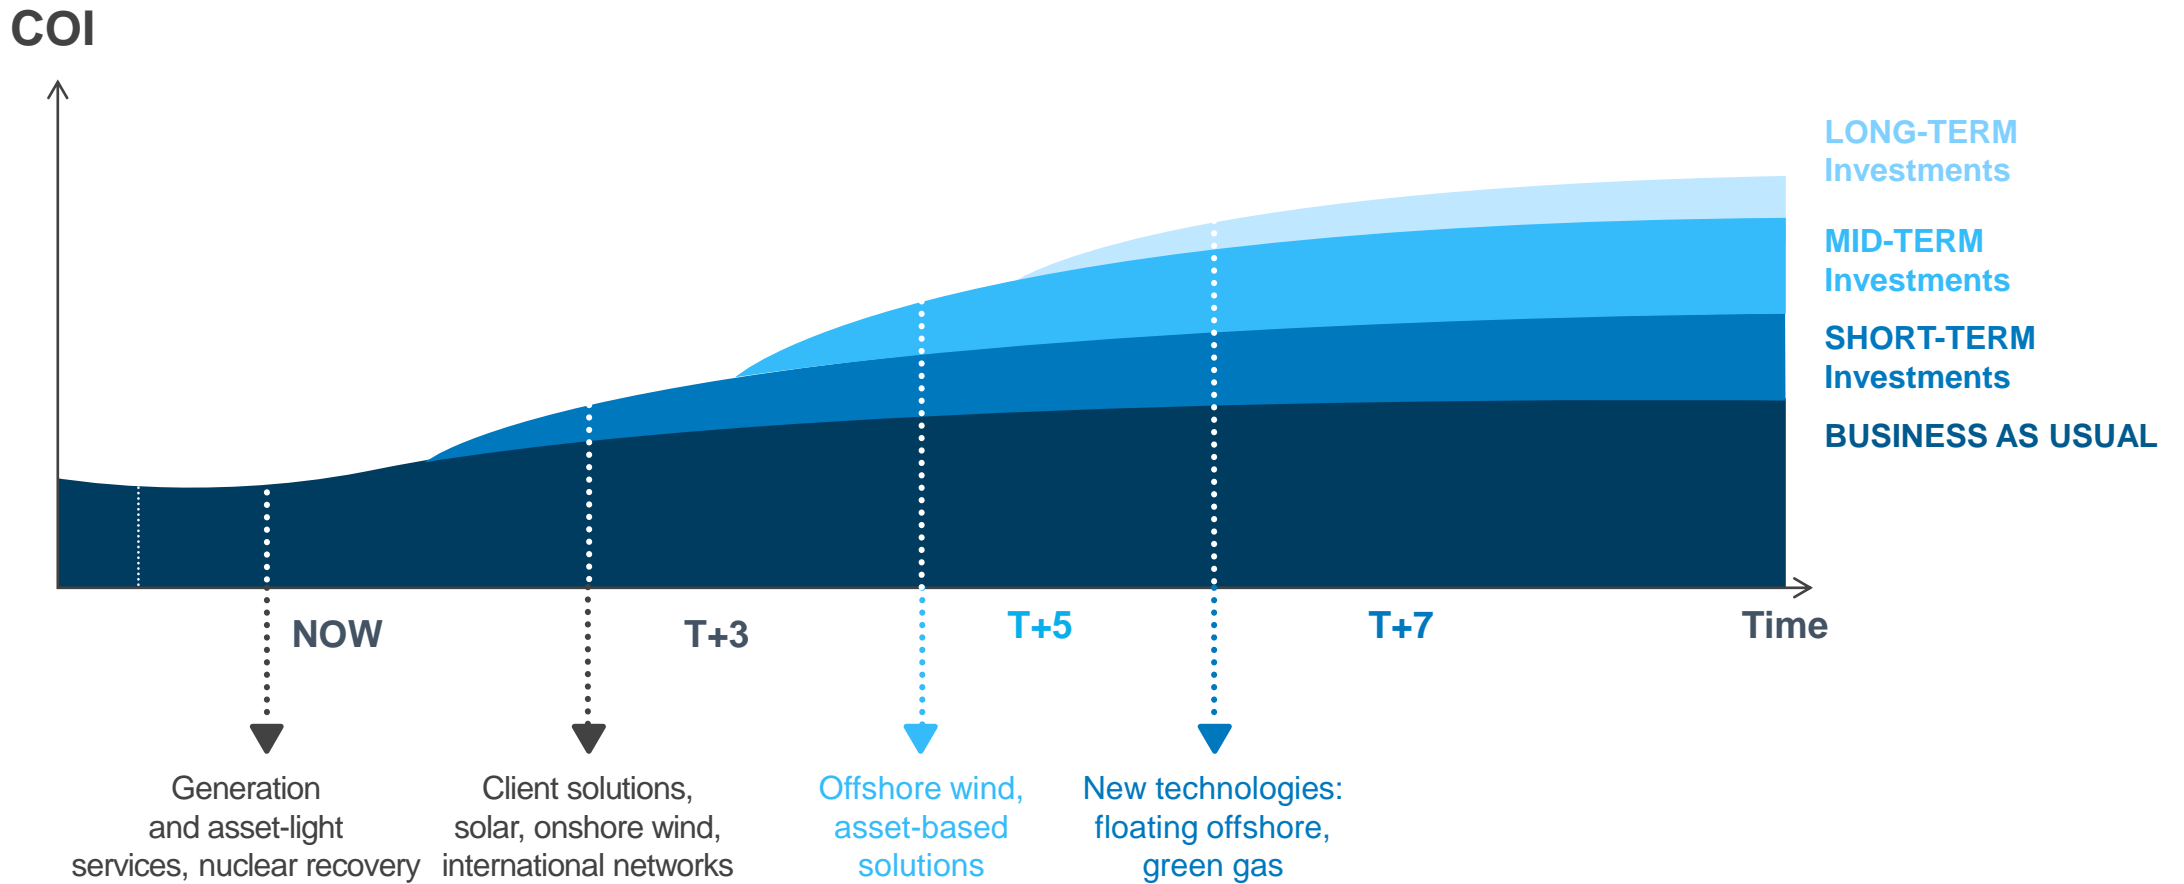 COI
LONG-TERM
Investments
MID-TERM
Investments
SHORT-TERM
Investments
BUSINESS AS USUAL
NOW
T+3
T+5
T+7
Time
Generation
and asset-light
services, nuclear recovery
Client solutions,
solar, onshore wind,
international networks
Offshore wind,
asset-based
solutions
New technologies:
floating offshore,
green gas